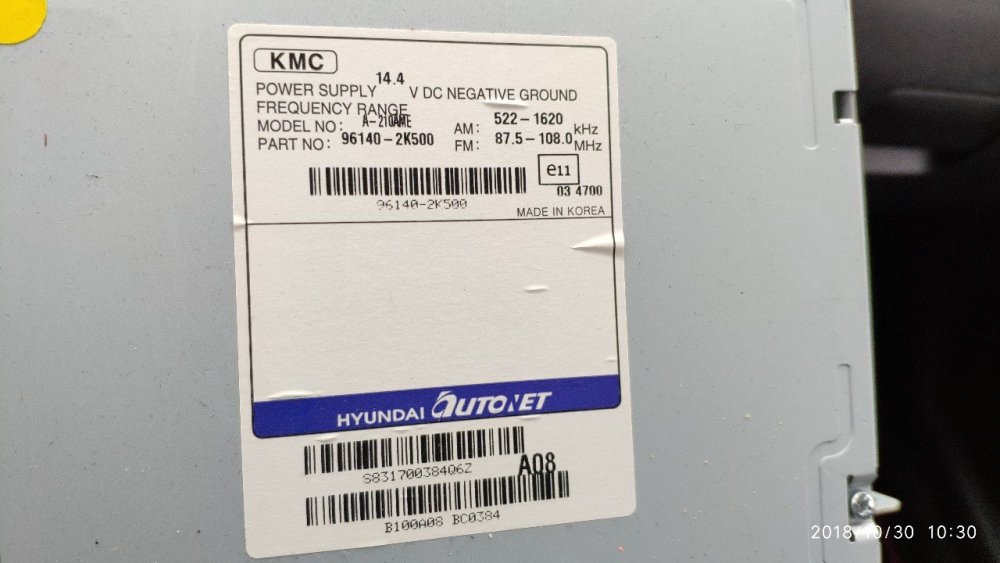 KMC
POWER SUPPLY 14.4 V DC NEGATIVE GROUND
FREQUENCY RANGE
MODEL NO: A-210AME AM: 522-1620 kHz
PART NO: 96140-2K500 FM: 87.5-108.0 MHz
e11
03 4700
96140-2K500
MADE IN KOREA
HYUNDAI AUTONET
S831700384Q6Z
A08
B100A08 BC0384
2018/10/30 10:30